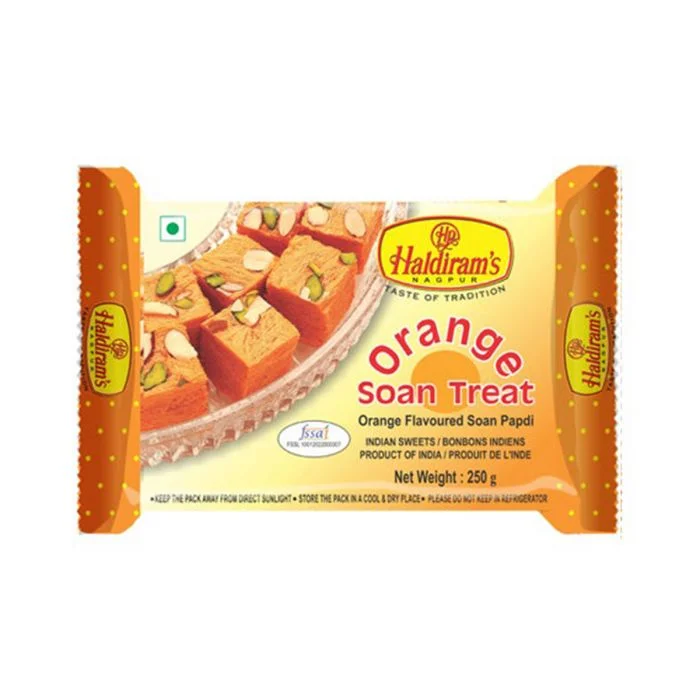 HR
Haldiram's
NAGPUR
TASTE OF TRADITION
Orange
Soan Treat
Orange Flavoured Soan Papdi
INDIAN SWEETS / BONBONS INDIENS
PRODUCT OF INDIA / PRODUIT DE L'INDE
Net Weight : 250 g
fssai
• KEEP THE PACK AWAY FROM DIRECT SUNLIGHT • STORE THE PACK IN A COOL & DRY PLACE • PLEASE DO NOT KEEP IN REFRIGERATOR
Haldiram's
NAGPUR
Haldiram's
NAGPUR